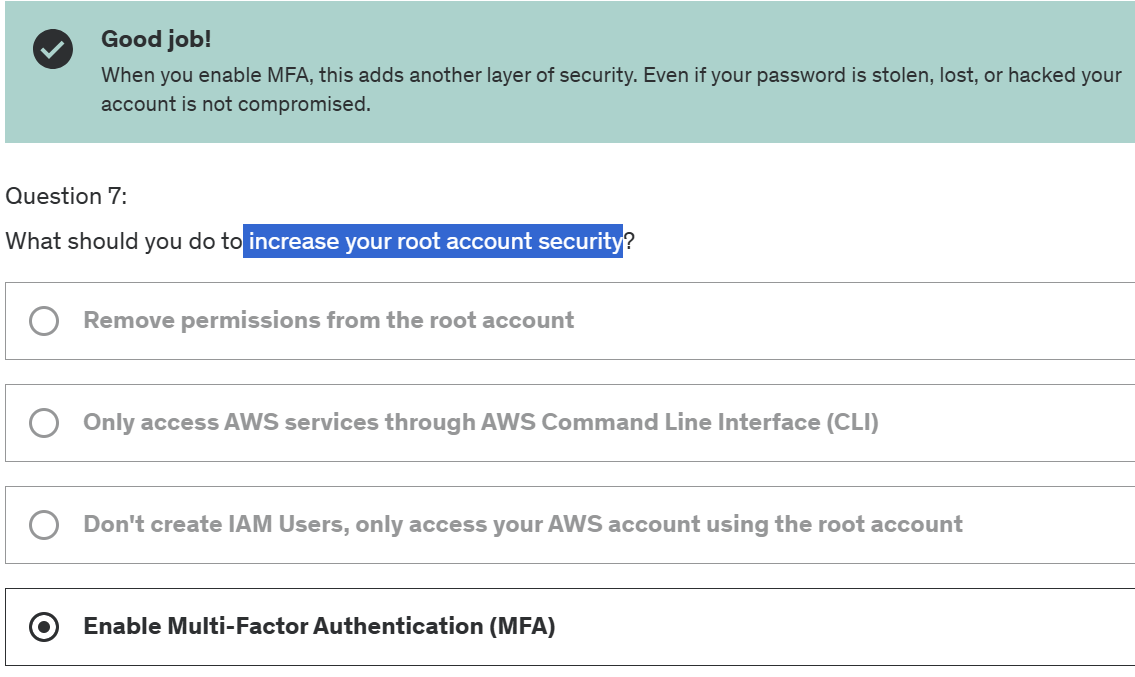 Good job!
When you enable MFA, this adds another layer of security. Even if your password is stolen, lost, or hacked your
account is not compromised.
Question 7:
What should you do to increase your root account security?
Remove permissions from the root account
Only access AWS services through AWS Command Line Interface (CLI)
Don't create IAM Users, only access your AWS account using the root account
Enable Multi-Factor Authentication (MFA)